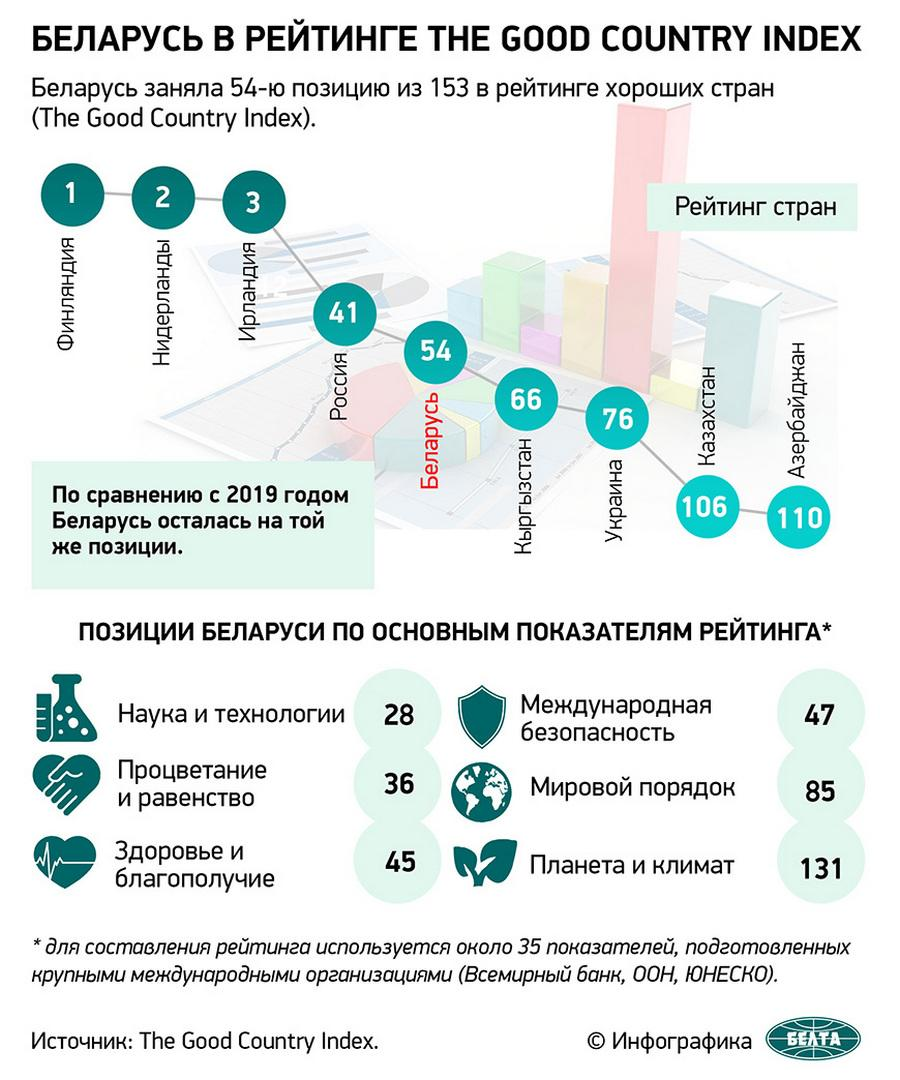 БЕЛАРУСЬ В РЕЙТИНГЕ THE GOOD COUNTRY INDEX
Беларусь заняла 54-ю позицию из 153 в рейтинге хороших стран
(The Good Country Index).
Рейтинг стран
1
Финляндия
2
Нидерланды
3
Ирландия
41
Россия
54
Беларусь
66
Кыргызстан
76
Украина
106
Казахстан
110
Азербайджан
По сравнению с 2019 годом
Беларусь осталась на той
же позиции.
ПОЗИЦИИ БЕЛАРУСИ ПО ОСНОВНЫМ ПОКАЗАТЕЛЯМ РЕЙТИНГА*
Наука и технологии 28
Процветание
и равенство 36
Здоровье и
благополучие 45
Международная
безопасность 47
Мировой порядок 85
Планета и климат 131
* для составления рейтинга используется около 35 показателей, подготовленных
крупными международными организациями (Всемирный банк, ООН, ЮНЕСКО).
Источник: The Good Country Index.
© Инфографика БЕЛТА